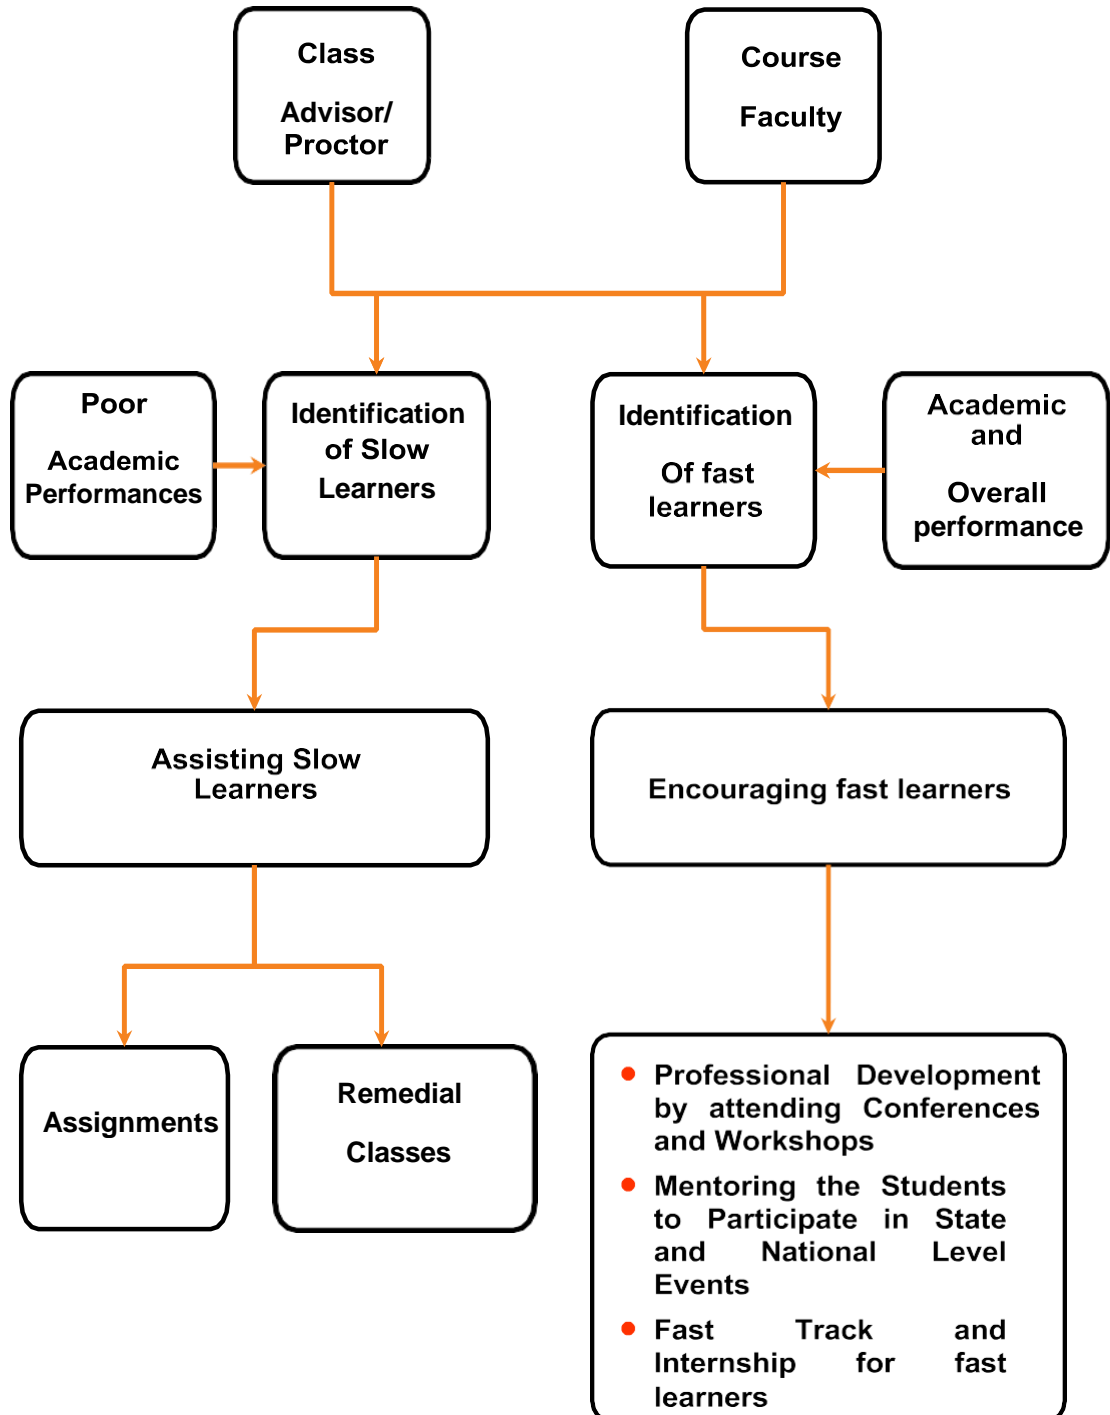 Class
Advisor/
Proctor
Course
Faculty
Poor
Academic
Performances
Identification
of Slow
Learners
Identification
Of fast
learners
Academic
and
Overall
performance
Assisting Slow
Learners
Encouraging fast learners
Assignments
Remedial
Classes
• Professional Development
by attending Conferences
and Workshops
• Mentoring the Students
to Participate in State
and National Level
Events
• Fast Track and
Internship for fast
learners